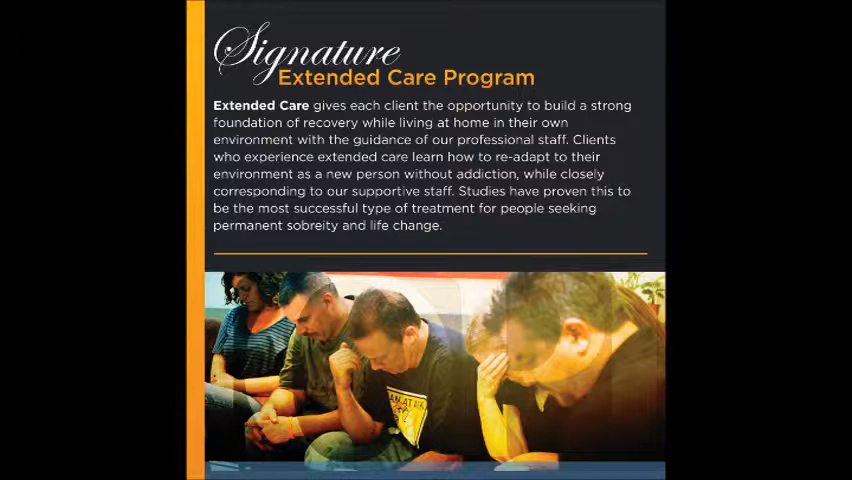 Signature
Extended Care Program
Extended Care gives each client the opportunity to build a strong
foundation of recovery while living at home in their own
environment with the guidance of our professional staff. Clients
who experience extended care learn how to re-adapt to their
environment as a new person without addiction, while closely
corresponding to our supportive staff. Studies have proven this to
be the most successful type of treatment for people seeking
permanent sobreity and life change.